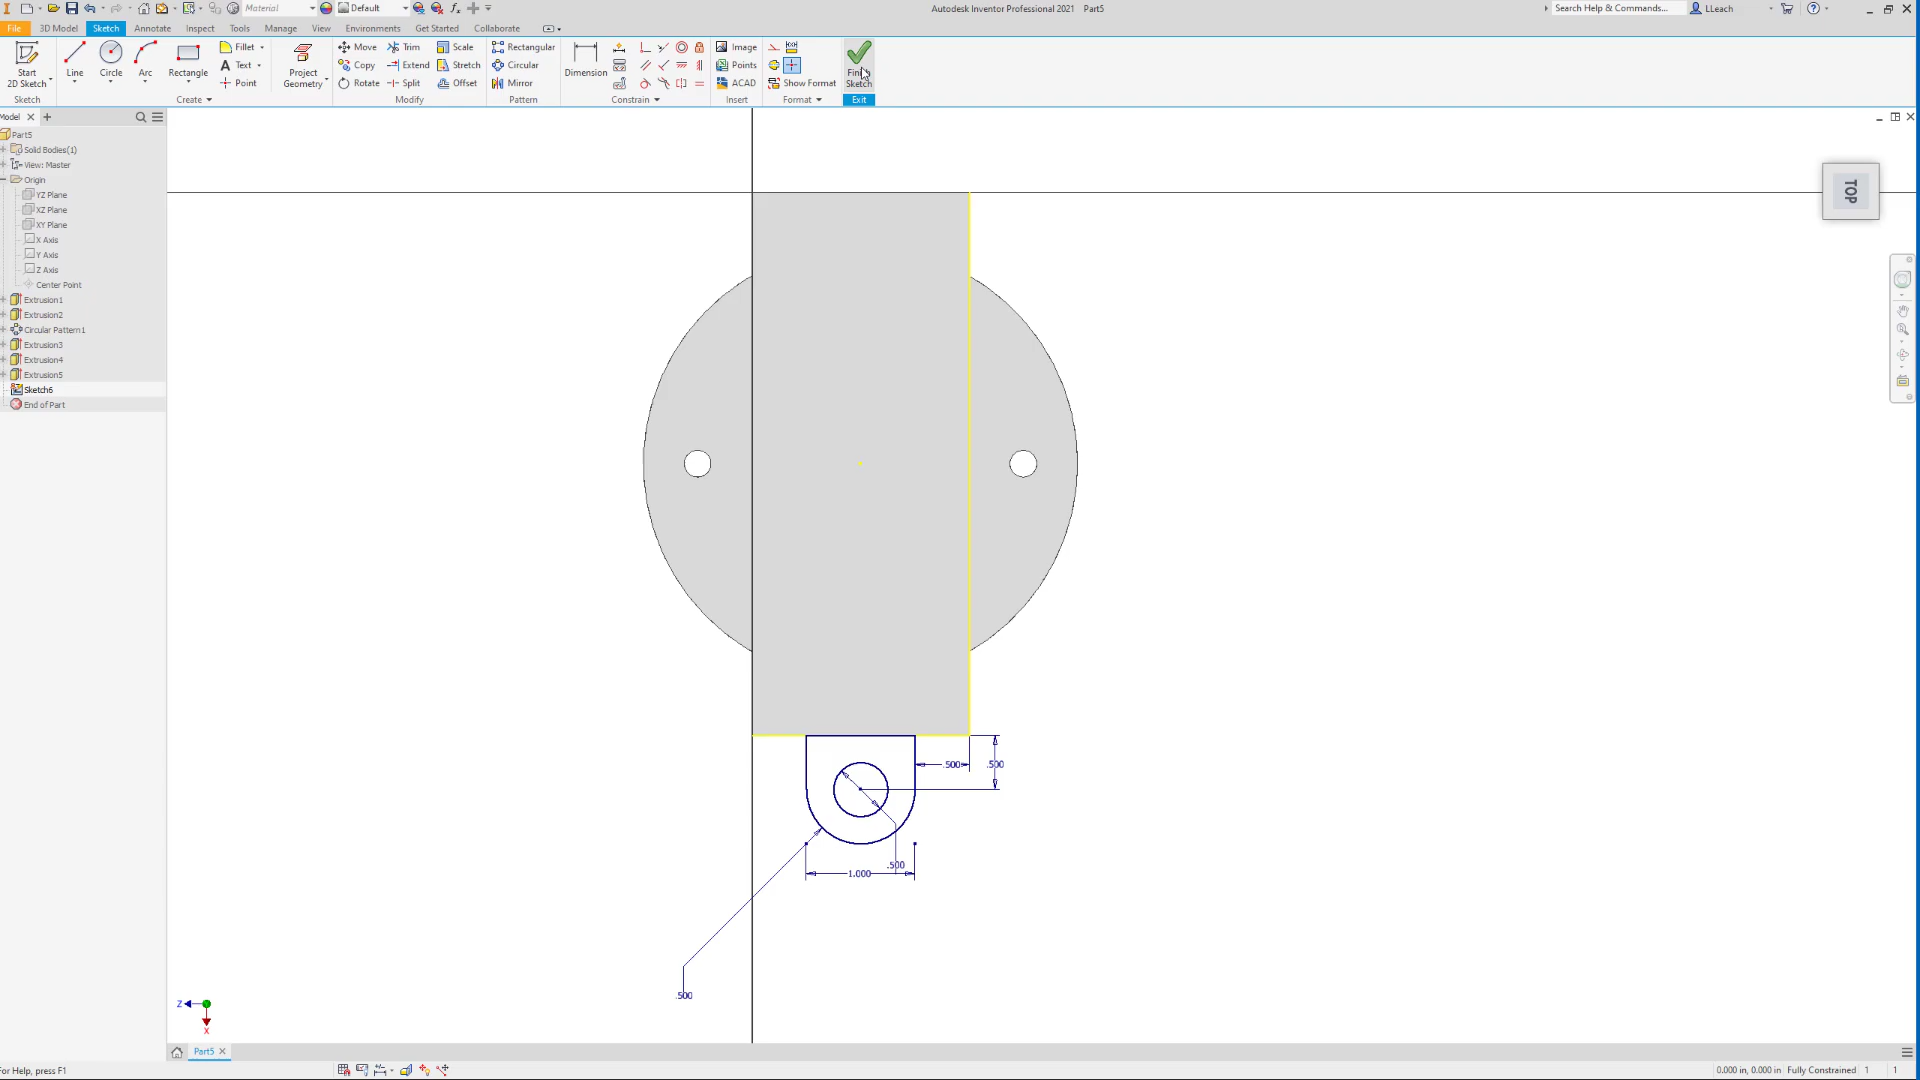 Material
Default
Autodesk Inventor Professional 2021 Part5
Search Help & Commands...
LLeach
File
3D Model
Sketch
Annotate
Inspect
Tools
Manage
View
Environments
Get Started
Collaborate
Start
2D Sketch
Line
Circle
Arc
Rectangle
Fillet
Text
Point
Project
Geometry
Move
Copy
Rotate
Trim
Extend
Split
Scale
Stretch
Offset
Rectangular
Circular
Mirror
Dimension
Image
Points
ACAD
Show Format
Finish
Sketch
Sketch
Create
Modify
Pattern
Constrain
Insert
Format
Exit
Model
Part5
Solid Bodies(1)
View: Master
Origin
YZ Plane
XZ Plane
XY Plane
X Axis
Y Axis
Z Axis
Center Point
Extrusion1
Extrusion2
Circular Pattern1
Extrusion3
Extrusion4
Extrusion5
Sketch6
End of Part
TOP
.500
.500
.500
1.000
.500
Z
X
Part5
For Help, press F1
0.000 in, 0.000 in Fully Constrained 1 1